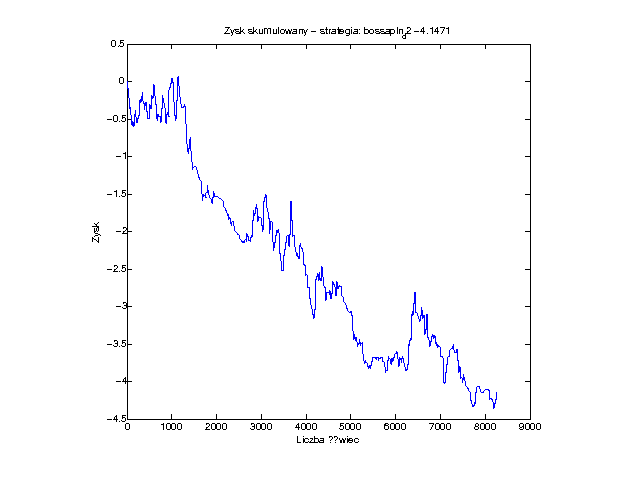 Zysk skumulowany – strategia: bossapln_d2 –4.1471
0.5
0
–0.5
–1
–1.5
–2
–2.5
–3
–3.5
–4
–4.5
Zysk
0 1000 2000 3000 4000 5000 6000 7000 8000 9000
Liczba ??wiec